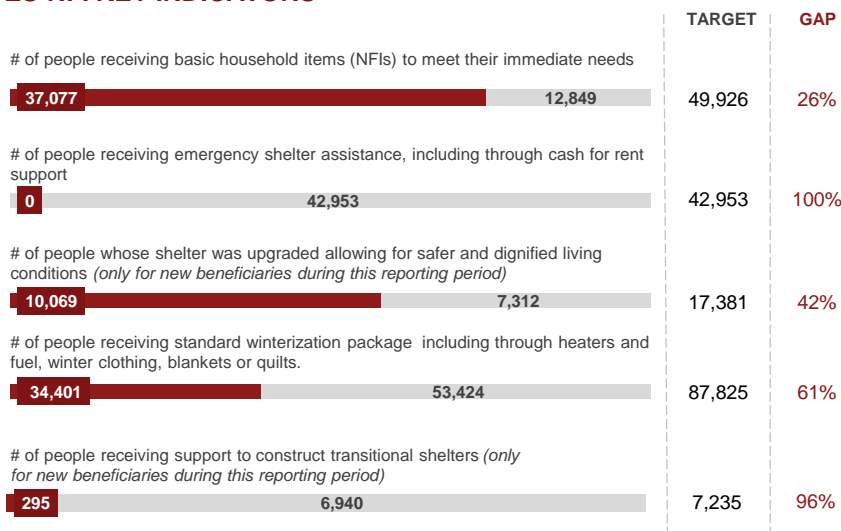 TARGET GAP
# of people receiving basic household items (NFIs) to meet their immediate needs
37,077 12,849 49,926 26%
# of people receiving emergency shelter assistance, including through cash for rent
support
0 42,953 42,953 100%
# of people whose shelter was upgraded allowing for safer and dignified living
conditions (only for new beneficiaries during this reporting period)
10,069 7,312 17,381 42%
# of people receiving standard winterization package including through heaters and
fuel, winter clothing, blankets or quilts.
34,401 53,424 87,825 61%
# of people receiving support to construct transitional shelters (only
for new beneficiaries during this reporting period)
295 6,940 7,235 96%